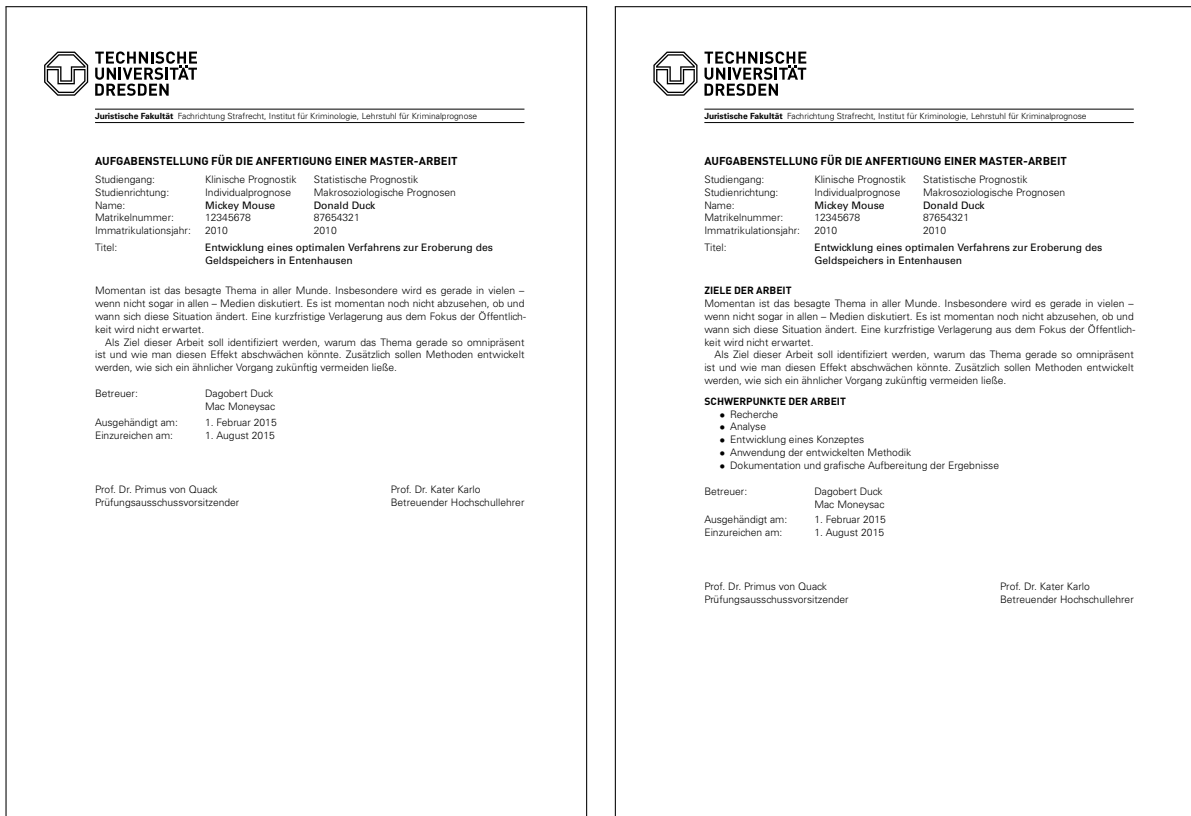 TECHNISCHE
UNIVERSITÄT
DRESDEN
Juristische Fakultät Fachrichtung Strafrecht, Institut für Kriminologie, Lehrstuhl für Kriminalprognose
AUFGABENSTELLUNG FÜR DIE ANFERTIGUNG EINER MASTER-ARBEIT
Studiengang: Klinische Prognostik Statistische Prognostik
Studienrichtung: Individualprognose Makrosoziologische Prognosen
Name: Mickey Mouse Donald Duck
Matrikelnummer: 12345678 87654321
Immatrikulationsjahr: 2010 2010
Titel: Entwicklung eines optimalen Verfahrens zur Eroberung des
Geldspeichers in Entenhausen
Momentan ist das besagte Thema in aller Munde. Insbesondere wird es gerade in vielen –
wenn nicht sogar in allen – Medien diskutiert. Es ist momentan noch nicht abzusehen, ob und
wann sich diese Situation ändert. Eine kurzfristige Verlagerung aus dem Fokus der Öffentlich-
keit wird nicht erwartet.
Als Ziel dieser Arbeit soll identifiziert werden, warum das Thema gerade so omnipräsent
ist und wie man diesen Effekt abschwächen könnte. Zusätzlich sollen Methoden entwickelt
werden, wie sich ein ähnlicher Vorgang zukünftig vermeiden ließe.
Betreuer: Dagobert Duck
Mac Moneysac
Ausgehändigt am: 1. Februar 2015
Einzureichen am: 1. August 2015
Prof. Dr. Primus von Quack Prof. Dr. Kater Karlo
Prüfungsausschussvorsitzender Betreuender Hochschullehrer
TECHNISCHE
UNIVERSITÄT
DRESDEN
Juristische Fakultät Fachrichtung Strafrecht, Institut für Kriminologie, Lehrstuhl für Kriminalprognose
AUFGABENSTELLUNG FÜR DIE ANFERTIGUNG EINER MASTER-ARBEIT
Studiengang: Klinische Prognostik Statistische Prognostik
Studienrichtung: Individualprognose Makrosoziologische Prognosen
Name: Mickey Mouse Donald Duck
Matrikelnummer: 12345678 87654321
Immatrikulationsjahr: 2010 2010
Titel: Entwicklung eines optimalen Verfahrens zur Eroberung des
Geldspeichers in Entenhausen
ZIELE DER ARBEIT
Momentan ist das besagte Thema in aller Munde. Insbesondere wird es gerade in vielen –
wenn nicht sogar in allen – Medien diskutiert. Es ist momentan noch nicht abzusehen, ob und
wann sich diese Situation ändert. Eine kurzfristige Verlagerung aus dem Fokus der Öffentlich-
keit wird nicht erwartet.
Als Ziel dieser Arbeit soll identifiziert werden, warum das Thema gerade so omnipräsent
ist und wie man diesen Effekt abschwächen könnte. Zusätzlich sollen Methoden entwickelt
werden, wie sich ein ähnlicher Vorgang zukünftig vermeiden ließe.
SCHWERPUNKTE DER ARBEIT
• Recherche
• Analyse
• Entwicklung eines Konzeptes
• Anwendung der entwickelten Methodik
• Dokumentation und grafische Aufbereitung der Ergebnisse
Betreuer: Dagobert Duck
Mac Moneysac
Ausgehändigt am: 1. Februar 2015
Einzureichen am: 1. August 2015
Prof. Dr. Primus von Quack Prof. Dr. Kater Karlo
Prüfungsausschussvorsitzender Betreuender Hochschullehrer